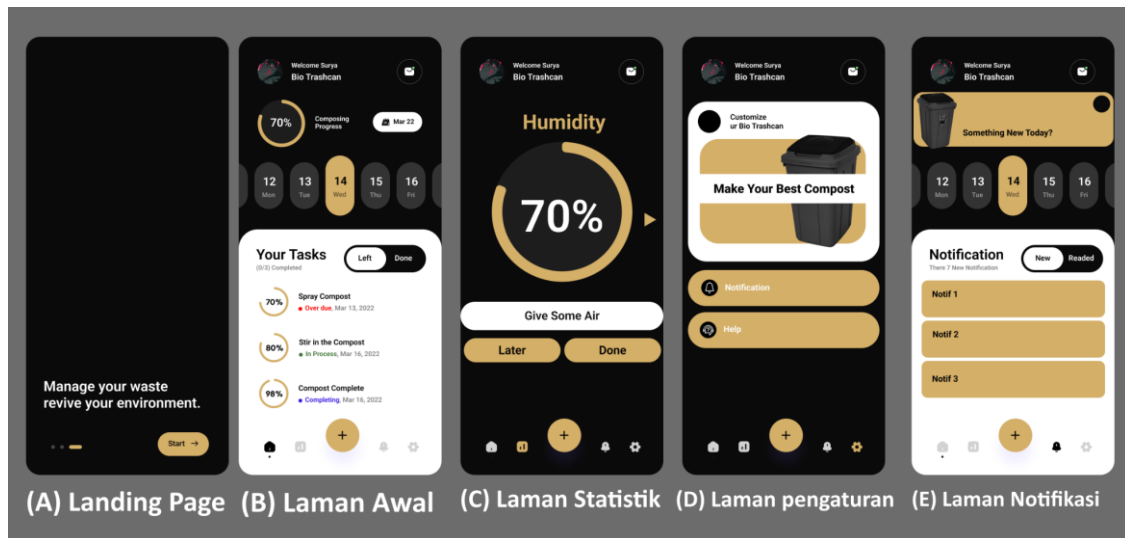 Manage your waste
revive your environment.
Start →
(A) Landing Page
Welcome Surya
Bio Trashcan
70%
Composing
Progress
Mar 22
12
Mon
13
Tue
14
Wed
15
Thu
16
Fri
Your Tasks
(0/3) Completed
Left
Done
70%
Spray Compost
Over due, Mar 13, 2022
80%
Stir in the Compost
In Process, Mar 16, 2022
98%
Compost Complete
Completing, Mar 16, 2022
+
(B) Laman Awal
Welcome Surya
Bio Trashcan
Humidity
70%
Give Some Air
Later
Done
+
(C) Laman Statistik
Welcome Surya
Bio Trashcan
Customize
ur Bio Trashcan
Make Your Best Compost
Notification
Help
+
(D) Laman pengaturan
Welcome Surya
Bio Trashcan
Something New Today?
12
Mon
13
Tue
14
Wed
15
Thu
16
Fri
Notification
There 7 New Notification
New
Readed
Notif 1
Notif 2
Notif 3
+
(E) Laman Notifikasi